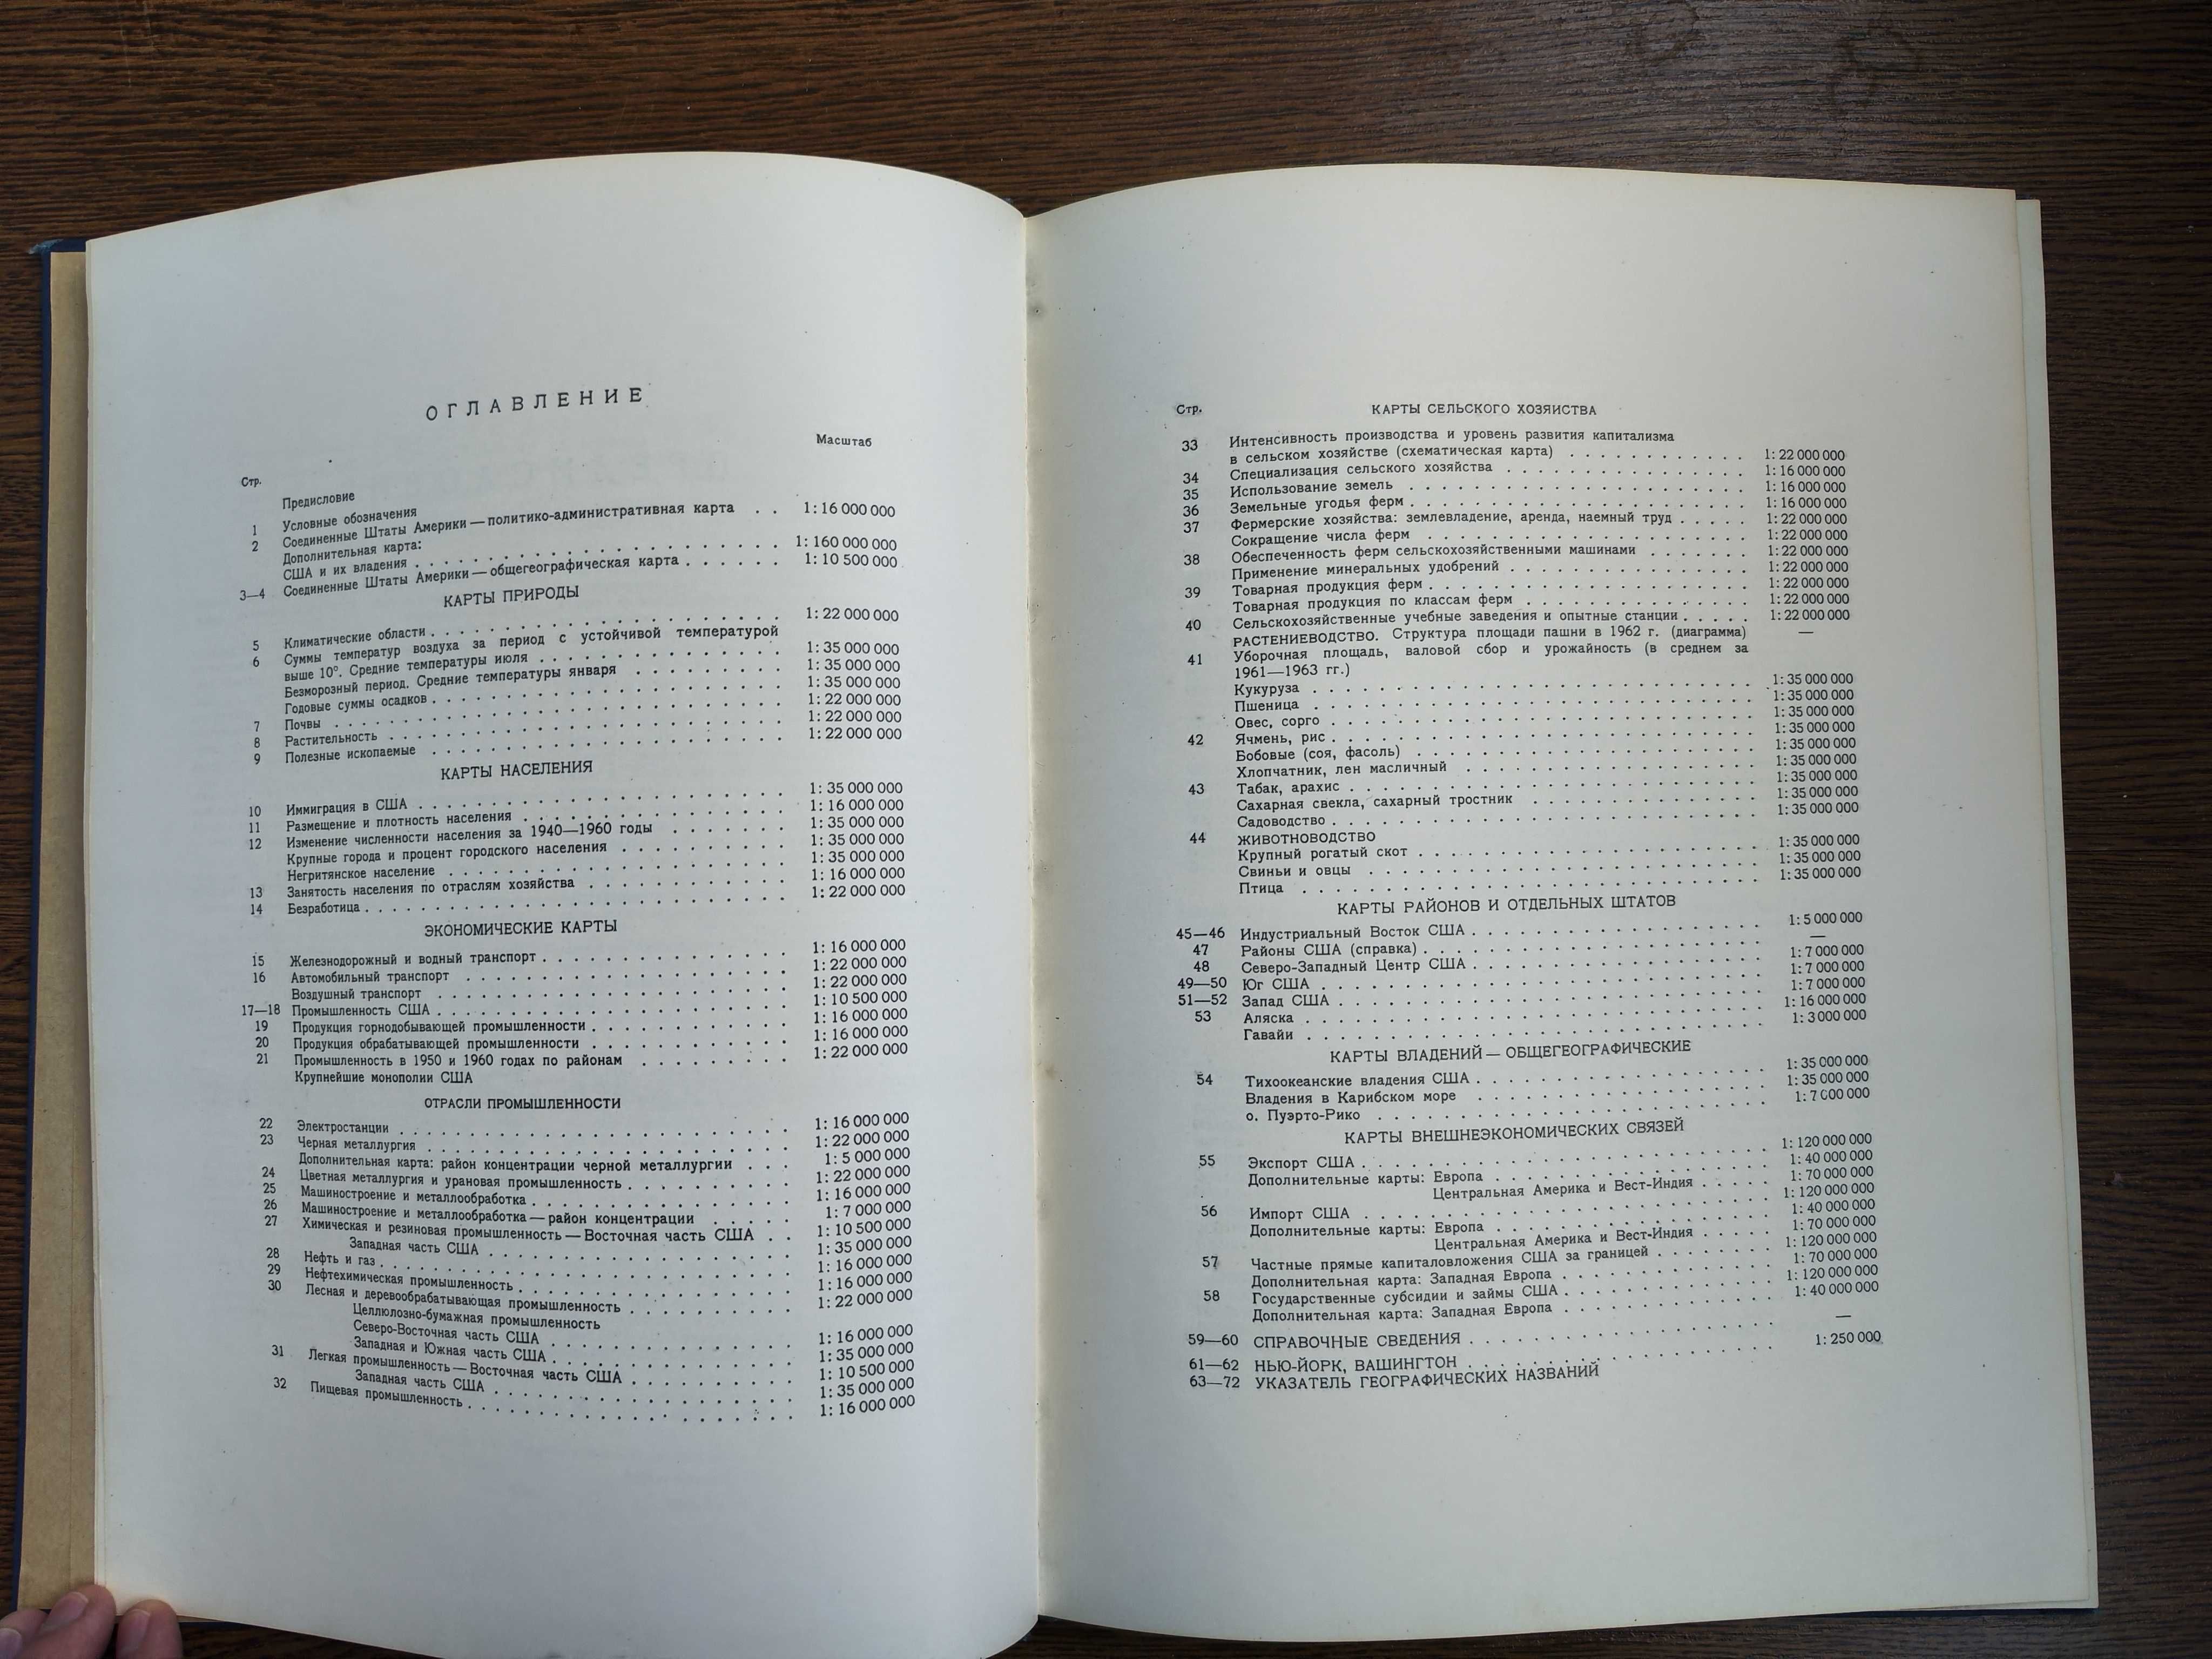 ОГЛАВЛЕНИЕ
Масштаб
Стр.
Предисловие
1 Условные обозначения
2 Соединенные Штаты Америки — политико-административная карта . . 1:16 000 000
Дополнительная карта:
США и их владения . . . . . 1:160 000 000
3—4 Соединенные Штаты Америки — общегеографическая карта . . . . . . 1:10 500 000
КАРТЫ ПРИРОДЫ
5 Климатические области . . . . . 1:22 000 000
6 Суммы температур воздуха за период с устойчивой температурой
выше 10°. Средние температуры июля . . . . . 1:35 000 000
Безморозный период. Средние температуры января . . . . . 1:35 000 000
Годовые суммы осадков . . . . . 1:35 000 000
7 Почвы . . . . . 1:22 000 000
8 Растительность . . . . . 1:22 000 000
9 Полезные ископаемые . . . . . 1:22 000 000
КАРТЫ НАСЕЛЕНИЯ
10 Иммиграция в США . . . . . 1:35 000 000
11 Размещение и плотность населения . . . . . 1:16 000 000
12 Изменение численности населения за 1940—1960 годы . . . . . 1:35 000 000
Крупные города и процент городского населения . . . . . 1:35 000 000
Негритянское население . . . . . 1:35 000 000
13 Занятость населения по отраслям хозяйства . . . . . 1:16 000 000
14 Безработица . . . . . 1:22 000 000
ЭКОНОМИЧЕСКИЕ КАРТЫ
15 Железнодорожный и водный транспорт . . . . . 1:16 000 000
16 Автомобильный транспорт . . . . . 1:22 000 000
Воздушный транспорт . . . . . 1:22 000 000
17—18 Промышленность США . . . . . 1:10 500 000
19 Продукция горнодобывающей промышленности . . . . . 1:16 000 000
20 Продукция обрабатывающей промышленности . . . . . 1:16 000 000
21 Промышленность в 1950 и 1960 годах по районам . . . . . 1:22 000 000
Крупнейшие монополии США
ОТРАСЛИ ПРОМЫШЛЕННОСТИ
22 Электростанции . . . . . 1:16 000 000
23 Черная металлургия . . . . . 1:22 000 000
Дополнительная карта: район концентрации черной металлургии . . . 1:5 000 000
24 Цветная металлургия и урановая промышленность . . . . . 1:22 000 000
25 Машиностроение и металлообработка . . . . . 1:16 000 000
26 Машиностроение и металлообработка — район концентрации . . . . . 1:7 000 000
27 Химическая и резиновая промышленность — Восточная часть США . . 1:10 500 000
Западная часть США . . . . . 1:35 000 000
28 Нефть и газ . . . . . 1:16 000 000
29 Нефтехимическая промышленность . . . . . 1:16 000 000
30 Лесная и деревообрабатывающая промышленность . . . . . 1:22 000 000
Целлюлозно-бумажная промышленность
Северо-Восточная часть США . . . . . 1:16 000 000
Западная и Южная часть США . . . . . 1:35 000 000
31 Легкая промышленность — Восточная часть США . . . . . 1:10 500 000
Западная часть США . . . . . 1:35 000 000
32 Пищевая промышленность . . . . . 1:16 000 000
Стр.
КАРТЫ СЕЛЬСКОГО ХОЗЯЙСТВА
33 Интенсивность производства и уровень развития капитализма
в сельском хозяйстве (схематическая карта) . . . . . 1:22 000 000
34 Специализация сельского хозяйства . . . . . 1:16 000 000
35 Использование земель . . . . . 1:16 000 000
36 Земельные угодья ферм . . . . . 1:16 000 000
37 Фермерские хозяйства: землевладение, аренда, наемный труд . . . . . 1:22 000 000
Сокращение числа ферм . . . . . 1:22 000 000
38 Обеспеченность ферм сельскохозяйственными машинами . . . . . 1:22 000 000
Применение минеральных удобрений . . . . . 1:22 000 000
39 Товарная продукция ферм . . . . . 1:22 000 000
Товарная продукция по классам ферм . . . . . 1:22 000 000
40 Сельскохозяйственные учебные заведения и опытные станции . . . . . 1:22 000 000
РАСТЕНИЕВОДСТВО. Структура площади пашни в 1962 г. (диаграмма) —
41 Уборочная площадь, валовой сбор и урожайность (в среднем за
1961—1963 гг.)
Кукуруза . . . . . 1:35 000 000
Пшеница . . . . . 1:35 000 000
Овес, сорго . . . . . 1:35 000 000
42 Ячмень, рис . . . . . 1:35 000 000
Бобовые (соя, фасоль) . . . . . 1:35 000 000
Хлопчатник, лен масличный . . . . . 1:35 000 000
43 Табак, арахис . . . . . 1:35 000 000
Сахарная свекла, сахарный тростник . . . . . 1:35 000 000
Садоводство . . . . . 1:35 000 000
44 ЖИВОТНОВОДСТВО
Крупный рогатый скот . . . . . 1:35 000 000
Свиньи и овцы . . . . . 1:35 000 000
Птица . . . . . 1:35 000 000
КАРТЫ РАЙОНОВ И ОТДЕЛЬНЫХ ШТАТОВ
45—46 Индустриальный Восток США . . . . . 1:5 000 000
47 Районы США (справка) . . . . . —
48 Северо-Западный Центр США . . . . . 1:7 000 000
49—50 Юг США . . . . . 1:7 000 000
51—52 Запад США . . . . . 1:7 000 000
53 Аляска . . . . . 1:16 000 000
Гавайи . . . . . 1:3 000 000
КАРТЫ ВЛАДЕНИЙ — ОБЩЕГЕОГРАФИЧЕСКИЕ
54 Тихоокеанские владения США . . . . . 1:35 000 000
Владения в Карибском море . . . . . 1:35 000 000
о. Пуэрто-Рико . . . . . 1:7 000 000
КАРТЫ ВНЕШНЕЭКОНОМИЧЕСКИХ СВЯЗЕЙ
55 Экспорт США . . . . . 1:120 000 000
Дополнительные карты: Европа . . . . . 1:40 000 000
Центральная Америка и Вест-Индия . . . . . 1:70 000 000
56 Импорт США . . . . . 1:120 000 000
Дополнительные карты: Европа . . . . . 1:40 000 000
Центральная Америка и Вест-Индия . . . . . 1:70 000 000
57 Частные прямые капиталовложения США за границей . . . . . 1:120 000 000
Дополнительная карта: Западная Европа . . . . . 1:70 000 000
58 Государственные субсидии и займы США . . . . . 1:120 000 000
Дополнительная карта: Западная Европа . . . . . 1:40 000 000
59—60 СПРАВОЧНЫЕ СВЕДЕНИЯ . . . . . —
61—62 НЬЮ-ЙОРК, ВАШИНГТОН . . . . . 1:250 000
63—72 УКАЗАТЕЛЬ ГЕОГРАФИЧЕСКИХ НАЗВАНИЙ